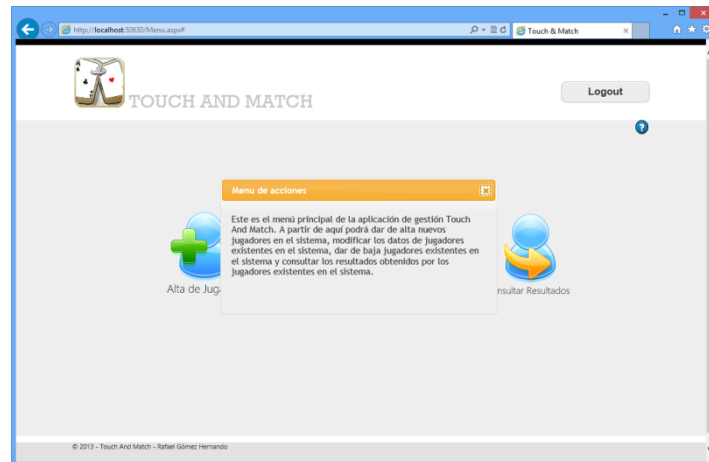 http://localhost:50630/Menu.aspx#
Touch & Match
TOUCH AND MATCH
Logout
?
Menu de acciones
Este es el menú principal de la aplicación de gestión Touch
And Match. A partir de aquí podrá dar de alta nuevos
jugadores en el sistema, modificar los datos de jugadores
existentes en el sistema, dar de baja jugadores existentes en
el sistema y consultar los resultados obtenidos por los
jugadores existentes en el sistema.
Alta de Jug
nsultar Resultados
© 2013 - Touch And Match - Rafael Gómez Hernando